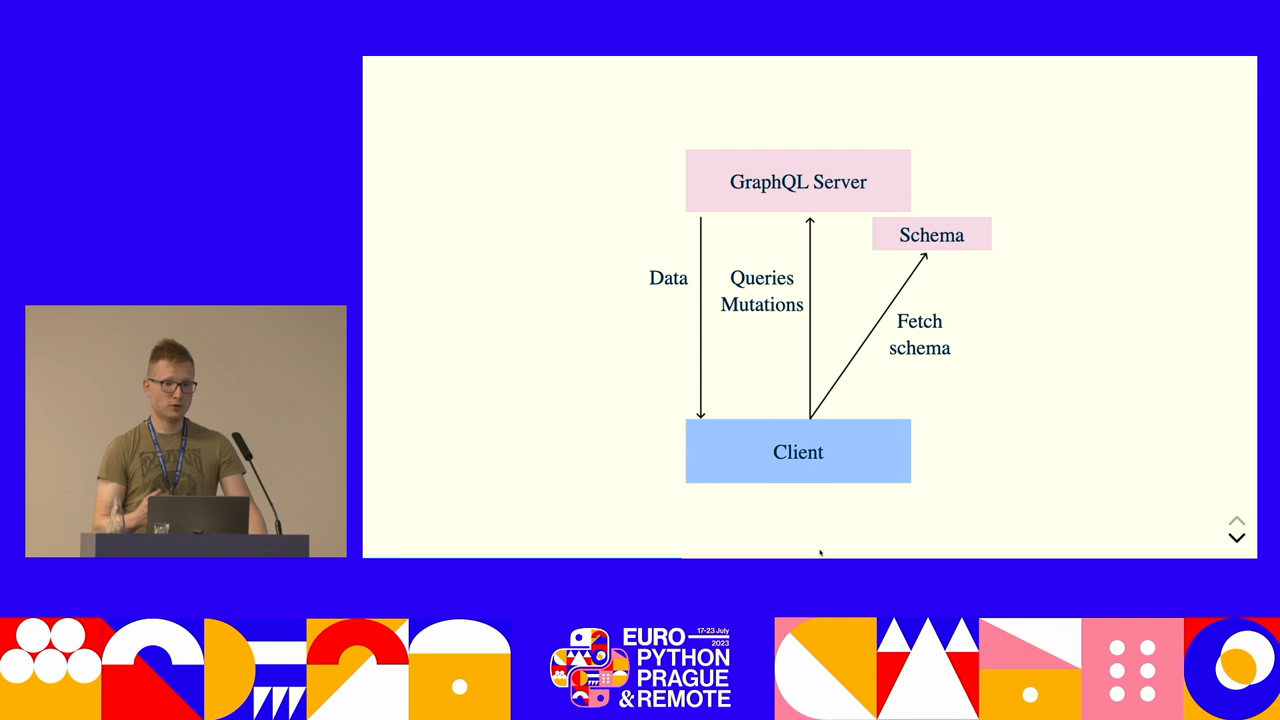 GraphQL Server
Schema
Data
Queries
Mutations
Fetch
schema
Client
17-23 July
2023
EURO
PYTHON
PRAGUE
& REMOTE